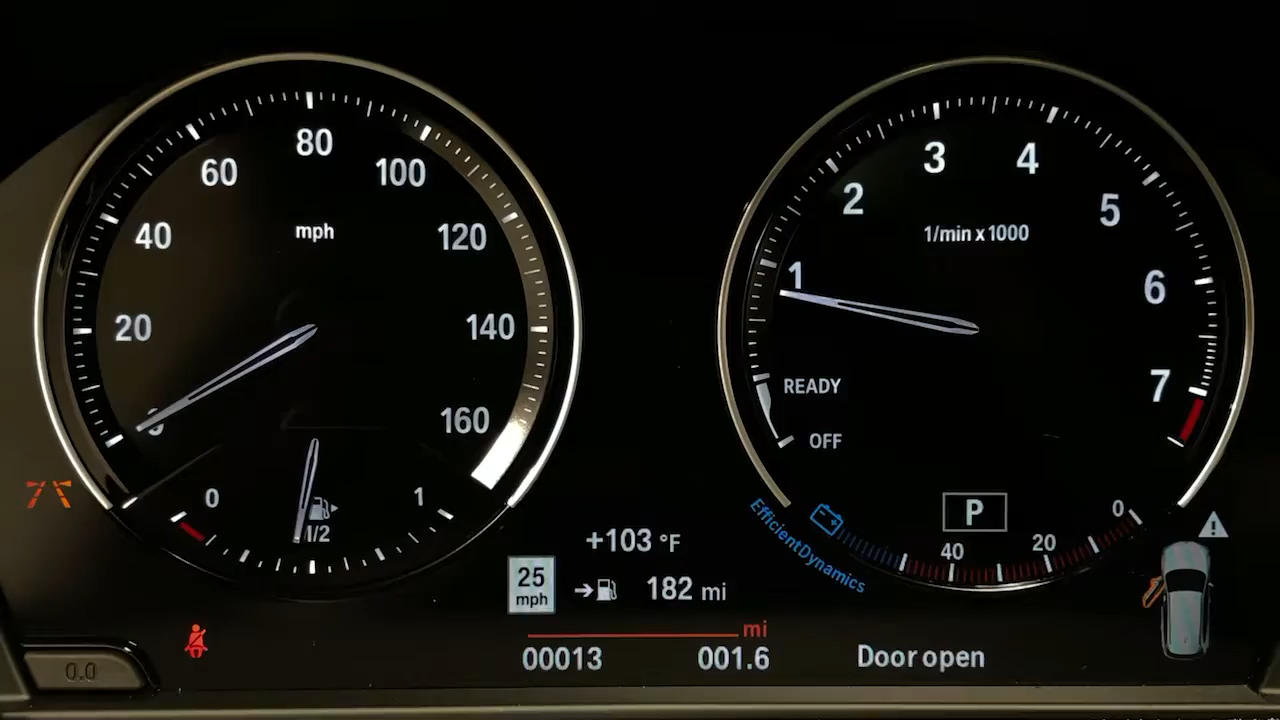 80
60
100
40
120
mph
20
140
0
160
0
1
1/2
3
4
2
5
1/min x 1000
1
6
READY
7
OFF
P
0
40
20
EfficientDynamics
+103 °F
25
mph
182 mi
mi
00013
001.6
Door open
0.0